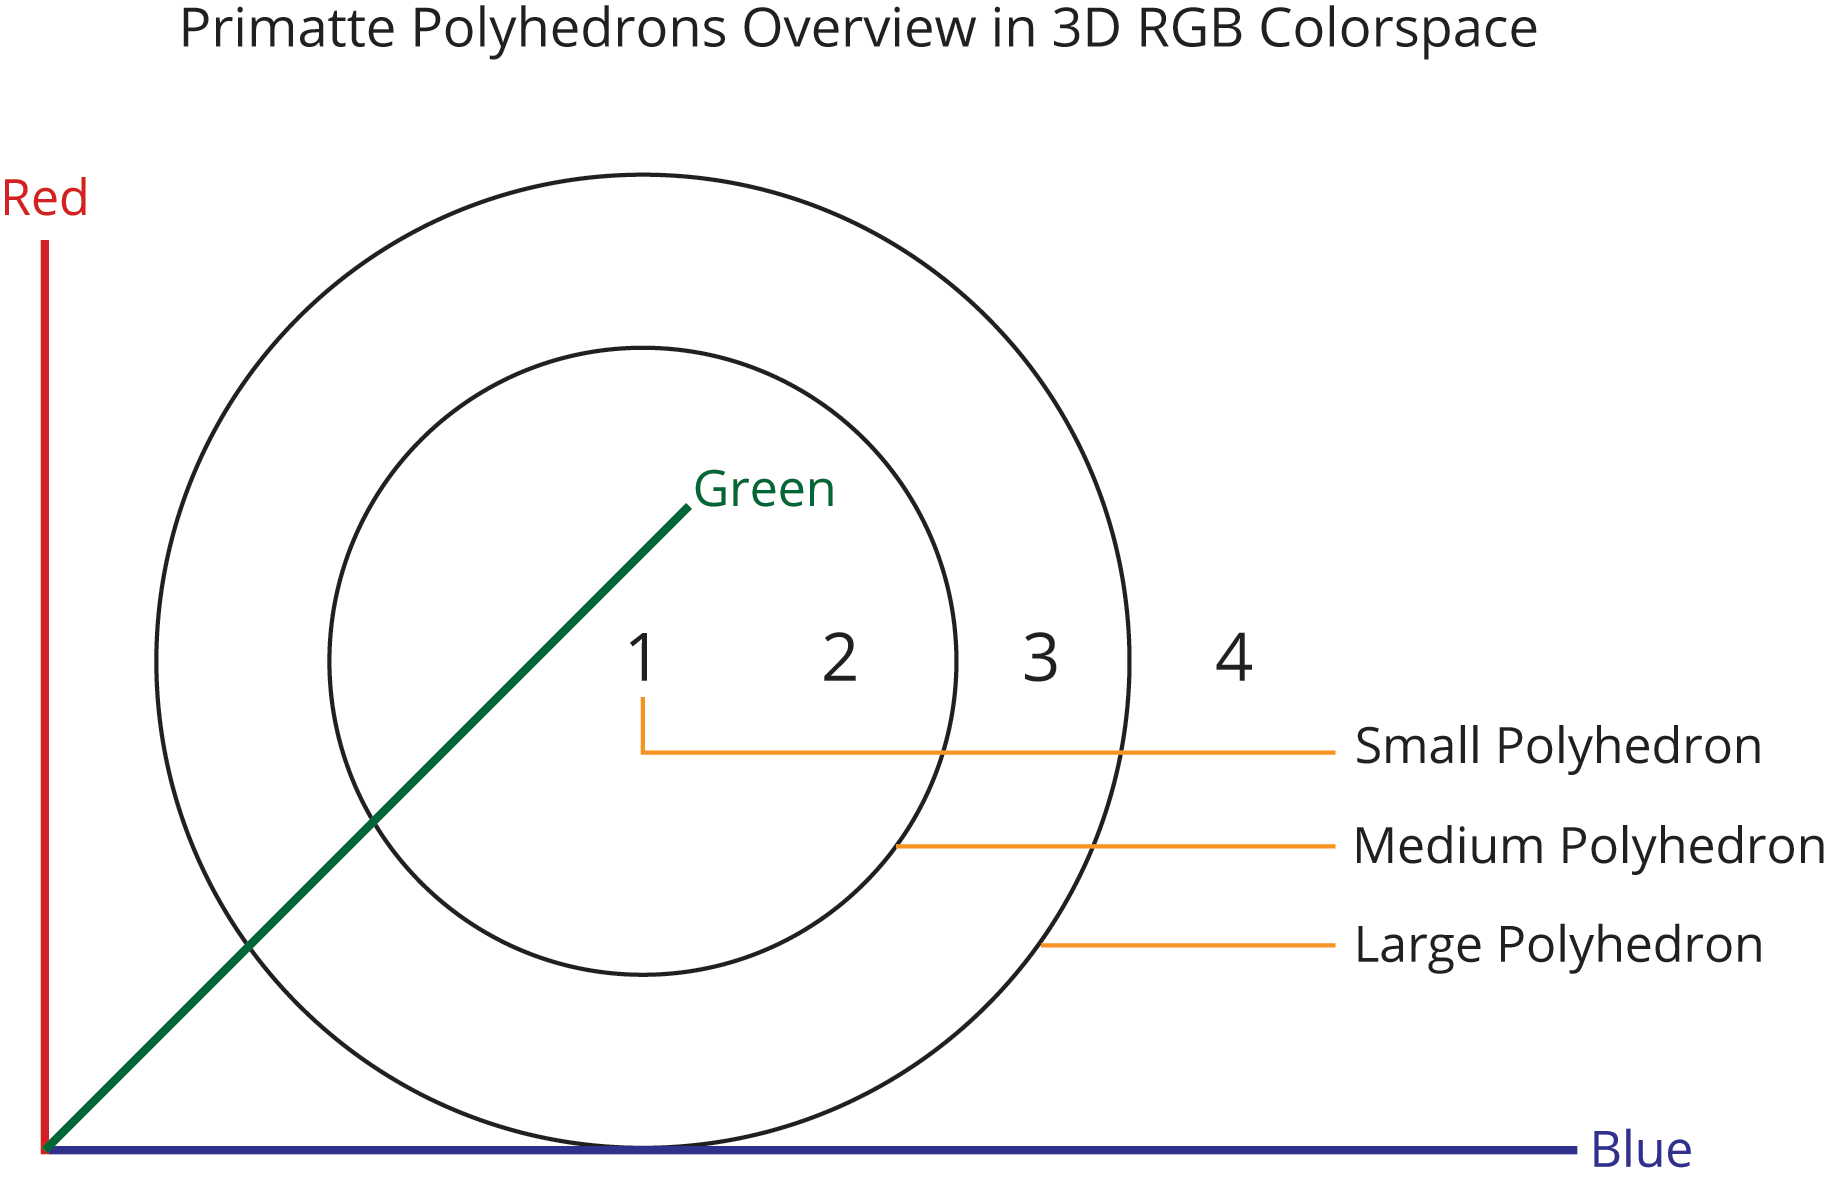 Primatte Polyhedrons Overview in 3D RGB Colorspace
Red
Green
1 2 3 4
Small Polyhedron
Medium Polyhedron
Large Polyhedron
Blue